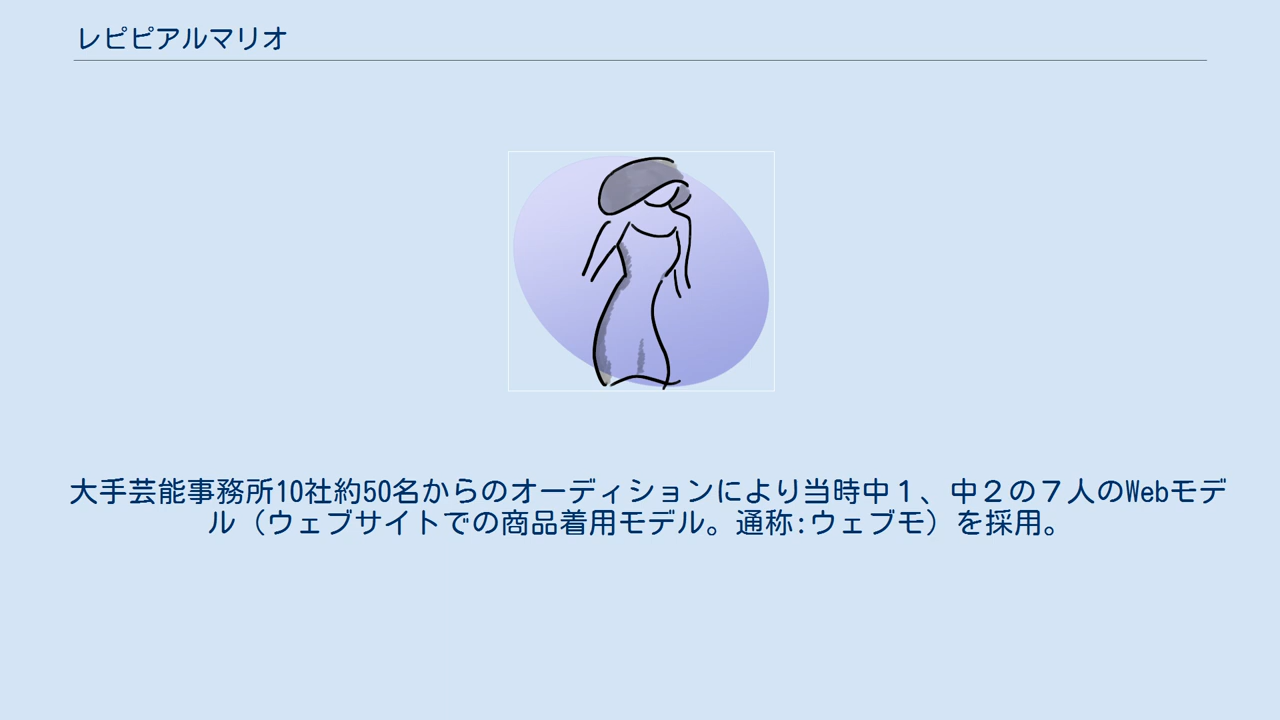 レピピアルマリオ
大手芸能事務所10社約50名からのオーディションにより当時中１、中２の７人のWebモデ
ル（ウェブサイトでの商品着用モデル。通称:ウェブモ）を採用。